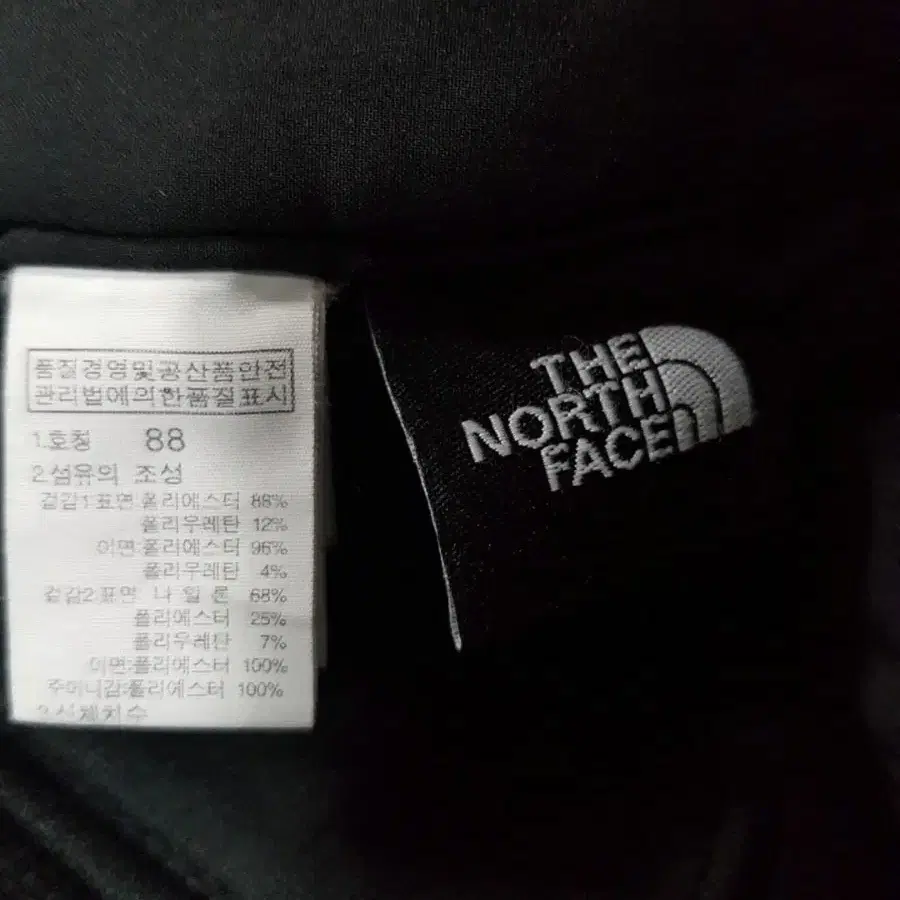 품질경영및공산품안전
관리법에의한품질표시
1.호칭 88
2.섬유의 조성
겉감1표면:폴리에스터 88%
폴리우레탄 12%
이면:폴리에스터 96%
폴리우레탄 4%
겉감2표면 나 일 론 68%
폴리에스터 25%
폴리우레탄 7%
이면:폴리에스터 100%
주머니감:폴리에스터 100%
3.신체치수
THE
NORTH
FACE